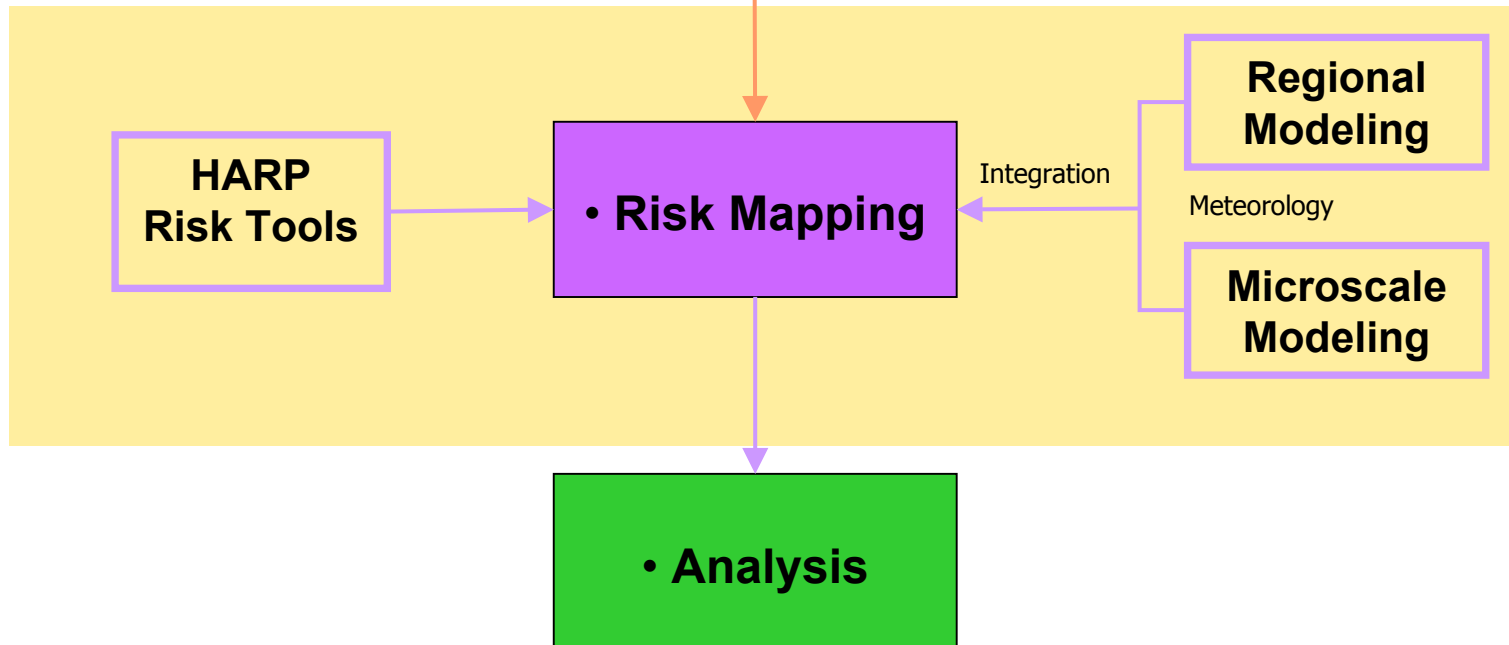 HARP
Risk Tools
• Risk Mapping
Integration
Regional
Modeling
Meteorology
Microscale
Modeling
• Analysis